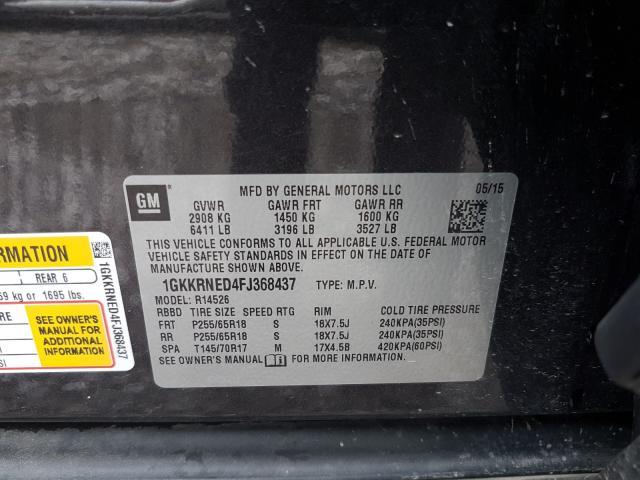 GM
MFD BY GENERAL MOTORS LLC 05/15
GVWR GAWR FRT GAWR RR
2908 KG 1450 KG 1600 KG
6411 LB 3196 LB 3527 LB
THIS VEHICLE CONFORMS TO ALL APPLICABLE U.S. FEDERAL MOTOR
VEHICLE SAFETY STANDARDS IN EFFECT ON THE DATE OF
MANUFACTURE SHOWN ABOVE.
1GKKRNED4FJ368437 TYPE: M.P.V.
MODEL: R14526
RBBD TIRE SIZE SPEED RTG RIM COLD TIRE PRESSURE
FRT P255/65R18 S 18X7.5J 240KPA(35PSI)
RR P255/65R18 S 18X7.5J 240KPA(35PSI)
SPA T145/70R17 M 17X4.5B 420KPA(60PSI)
SEE OWNER'S MANUAL FOR MORE INFORMATION
REAR 6
kg or 1695 lbs.
SEE OWNER'S
MANUAL FOR
ADDITIONAL
INFORMATION
1GKKRNED4FJ368437